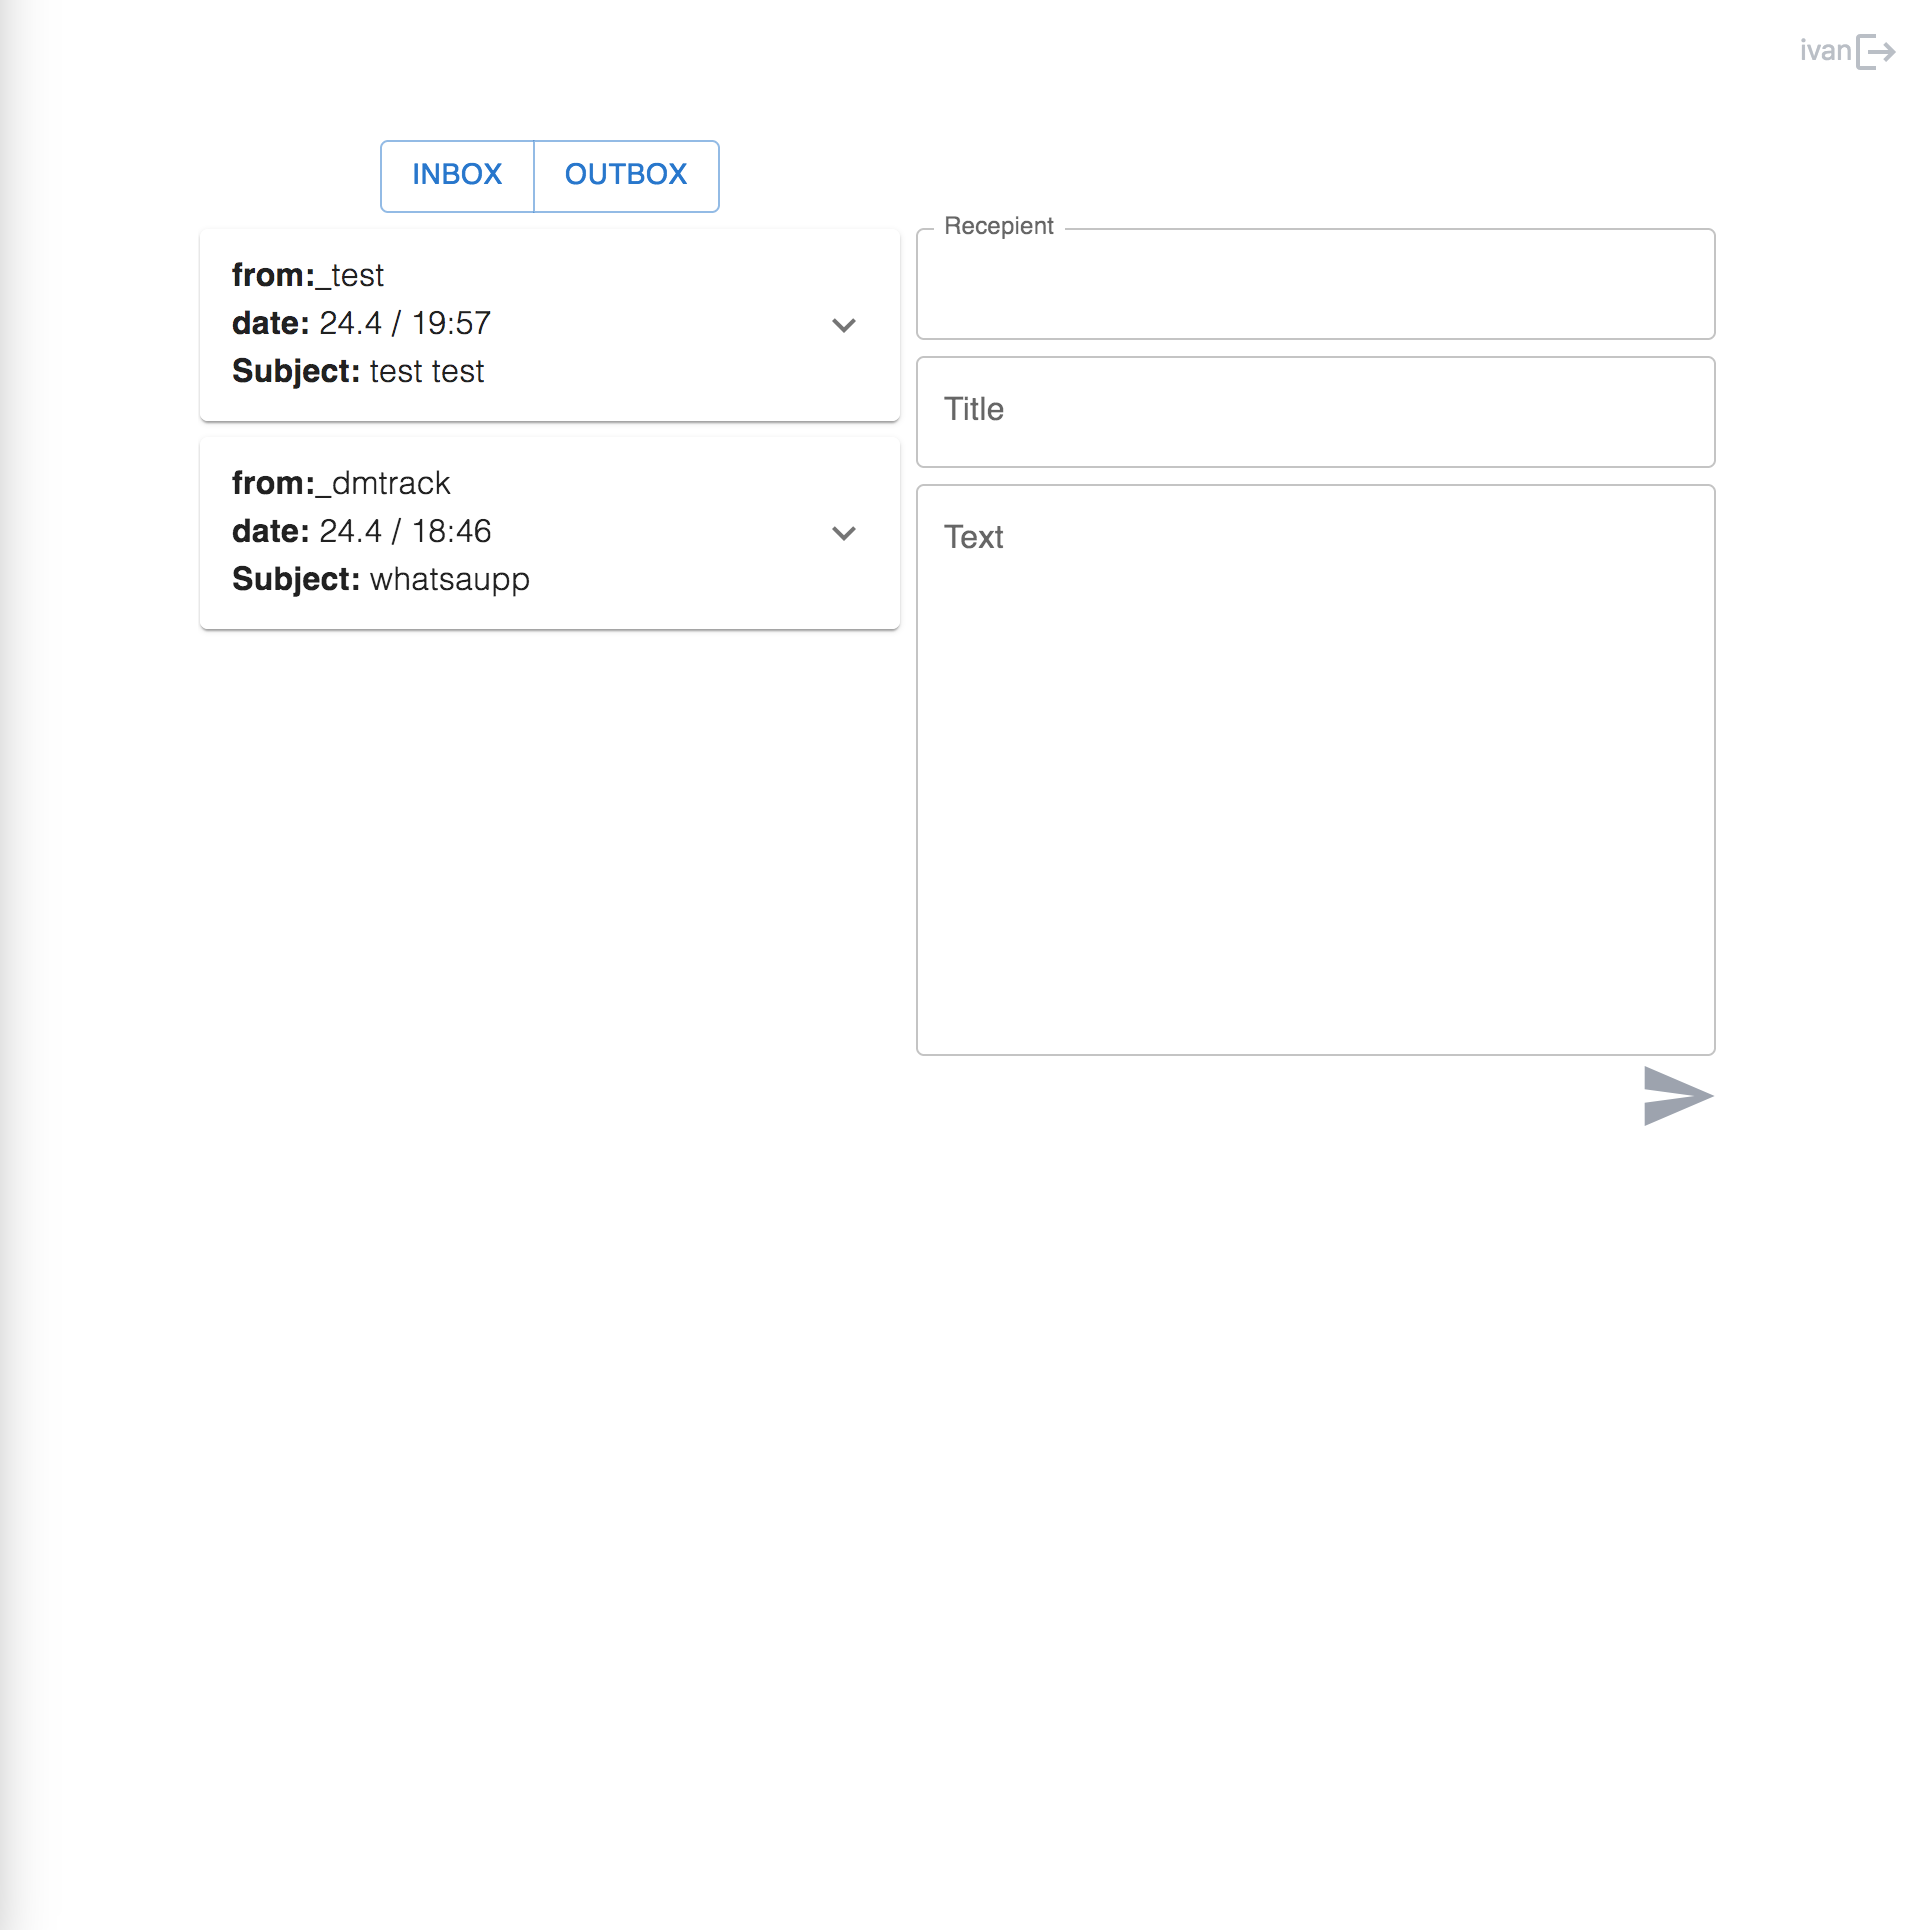 ivan
INBOX OUTBOX
from:_test
date: 24.4 / 19:57
Subject: test test
from:_dmtrack
date: 24.4 / 18:46
Subject: whatsaupp
Recepient
Title
Text